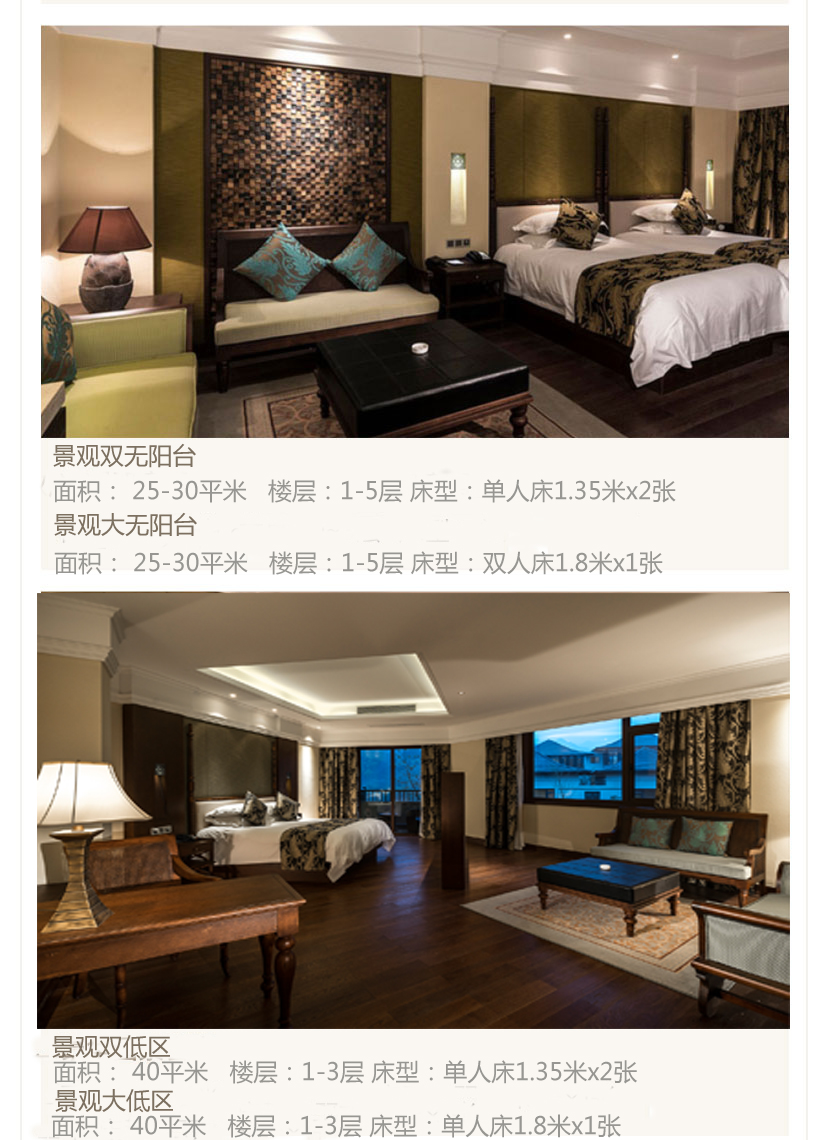 景观双无阳台
面积： 25-30平米 楼层：1-5层 床型：单人床1.35米x2张
景观大无阳台
面积： 25-30平米 楼层：1-5层 床型：双人床1.8米x1张
景观双低区
面积： 40平米 楼层：1-3层 床型：单人床1.35米x2张
景观大低区
面积： 40平米 楼层：1-3层 床型：单人床1.8米x1张